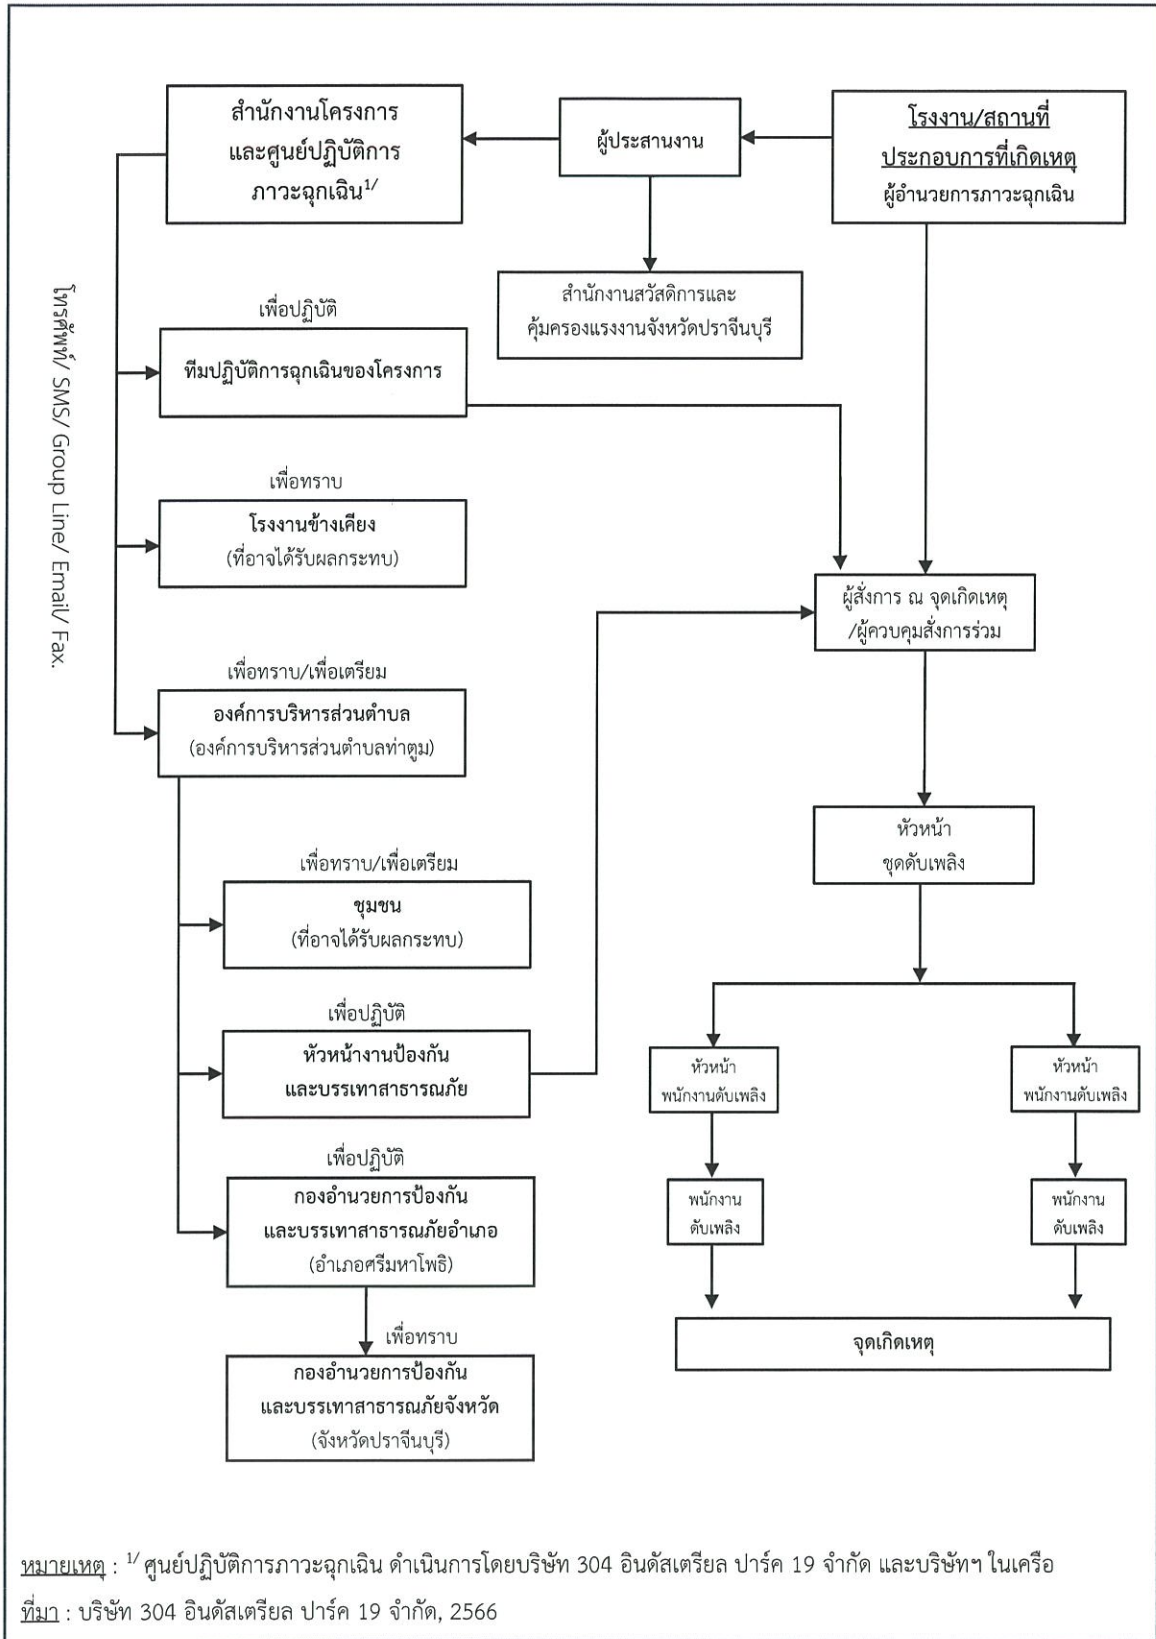 สำนักงานโครงการ
และศูนย์ปฏิบัติการ
ภาวะฉุกเฉิน1/
ผู้ประสานงาน
โรงงาน/สถานที่
ประกอบการที่เกิดเหตุ
ผู้อำนวยการภาวะฉุกเฉิน
สำนักงานสวัสดิการและ
คุ้มครองแรงงานจังหวัดปราจีนบุรี
โทรศัพท์/ SMS/ Group Line/ Email/ Fax.
เพื่อปฏิบัติ
ทีมปฏิบัติการฉุกเฉินของโครงการ
เพื่อทราบ
โรงงานข้างเคียง
(ที่อาจได้รับผลกระทบ)
ผู้สั่งการ ณ จุดเกิดเหตุ
/ผู้ควบคุมสั่งการร่วม
เพื่อทราบ/เพื่อเตรียม
องค์การบริหารส่วนตำบล
(องค์การบริหารส่วนตำบลท่าตูม)
หัวหน้า
ชุดดับเพลิง
เพื่อทราบ/เพื่อเตรียม
ชุมชน
(ที่อาจได้รับผลกระทบ)
เพื่อปฏิบัติ
หัวหน้างานป้องกัน
และบรรเทาสาธารณภัย
หัวหน้า
พนักงานดับเพลิง
หัวหน้า
พนักงานดับเพลิง
เพื่อปฏิบัติ
กองอำนวยการป้องกัน
และบรรเทาสาธารณภัยอำเภอ
(อำเภอศรีมหาโพธิ)
พนักงาน
ดับเพลิง
พนักงาน
ดับเพลิง
จุดเกิดเหตุ
เพื่อทราบ
กองอำนวยการป้องกัน
และบรรเทาสาธารณภัยจังหวัด
(จังหวัดปราจีนบุรี)
หมายเหตุ : 1/ ศูนย์ปฏิบัติการภาวะฉุกเฉิน ดำเนินการโดยบริษัท 304 อินดัสเตรียล ปาร์ค 19 จำกัด และบริษัทฯ ในเครือ
ที่มา : บริษัท 304 อินดัสเตรียล ปาร์ค 19 จำกัด, 2566